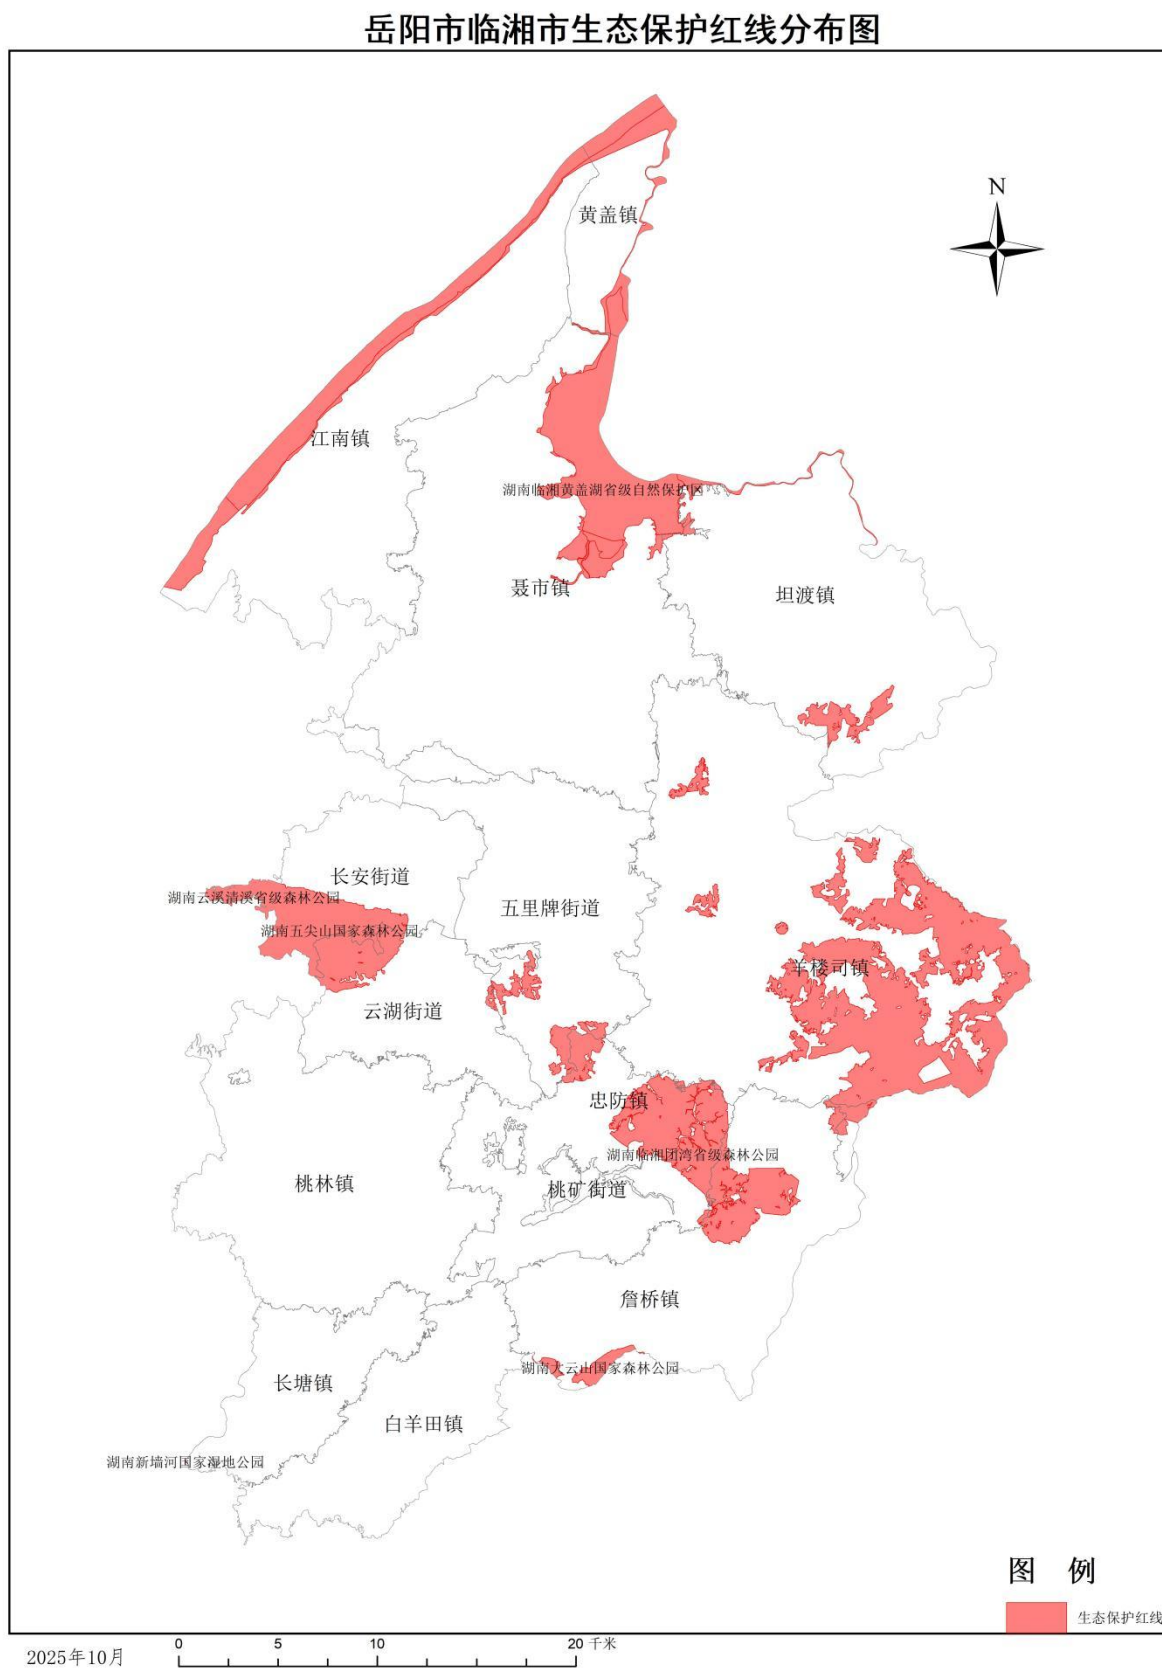 岳阳市临湘市生态保护红线分布图
N
黄盖镇
江南镇
湖南临湘黄盖湖省级自然保护区
聂市镇
坦渡镇
长安街道
湖南云溪清溪省级森林公园
五里牌街道
湖南五尖山国家森林公园
羊楼司镇
云湖街道
忠防镇
湖南临湘团湾省级森林公园
桃林镇
桃矿街道
詹桥镇
湖南大云山国家森林公园
长塘镇
白羊田镇
湖南新墙河国家湿地公园
图 例
生态保护红线
2025年10月
0 5 10 20 千米